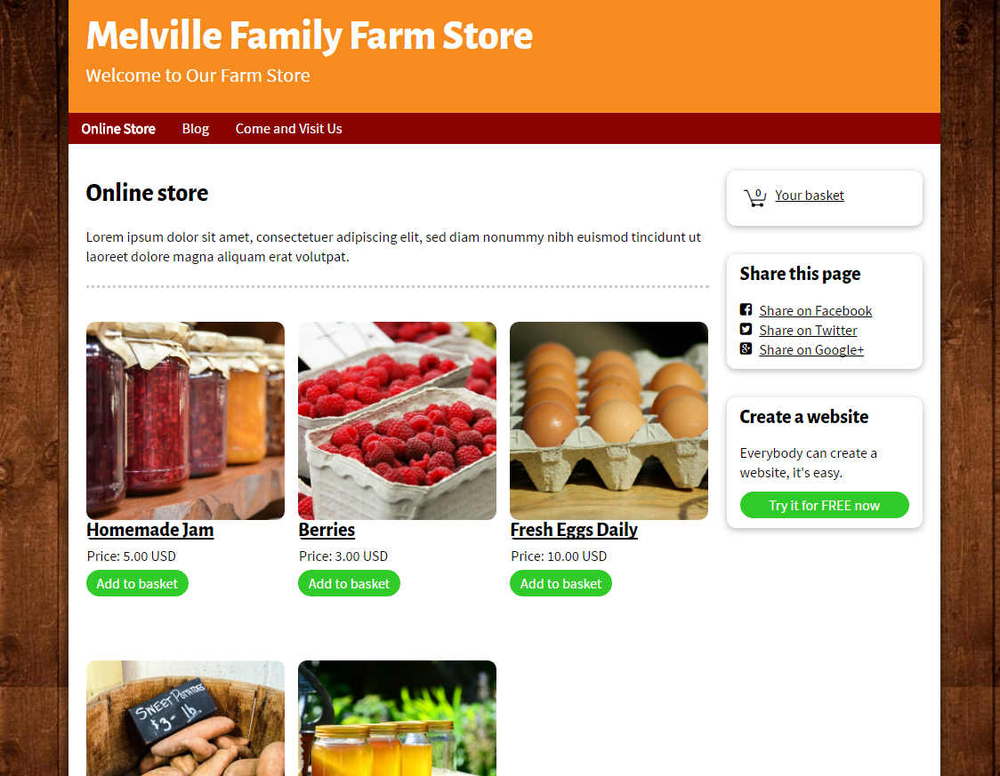 Melville Family Farm Store
Welcome to Our Farm Store
Online Store Blog Come and Visit Us
Online store
Lorem ipsum dolor sit amet, consectetuer adipiscing elit, sed diam nonummy nibh euismod tincidunt ut
laoreet dolore magna aliquam erat volutpat.
0 Your basket
Share this page
Share on Facebook
Share on Twitter
Share on Google+
Create a website
Everybody can create a
website, it's easy.
Try it for FREE now
Homemade Jam
Price: 5.00 USD
Add to basket
Berries
Price: 3.00 USD
Add to basket
Fresh Eggs Daily
Price: 10.00 USD
Add to basket
SWEET POTATOES
$3- lb